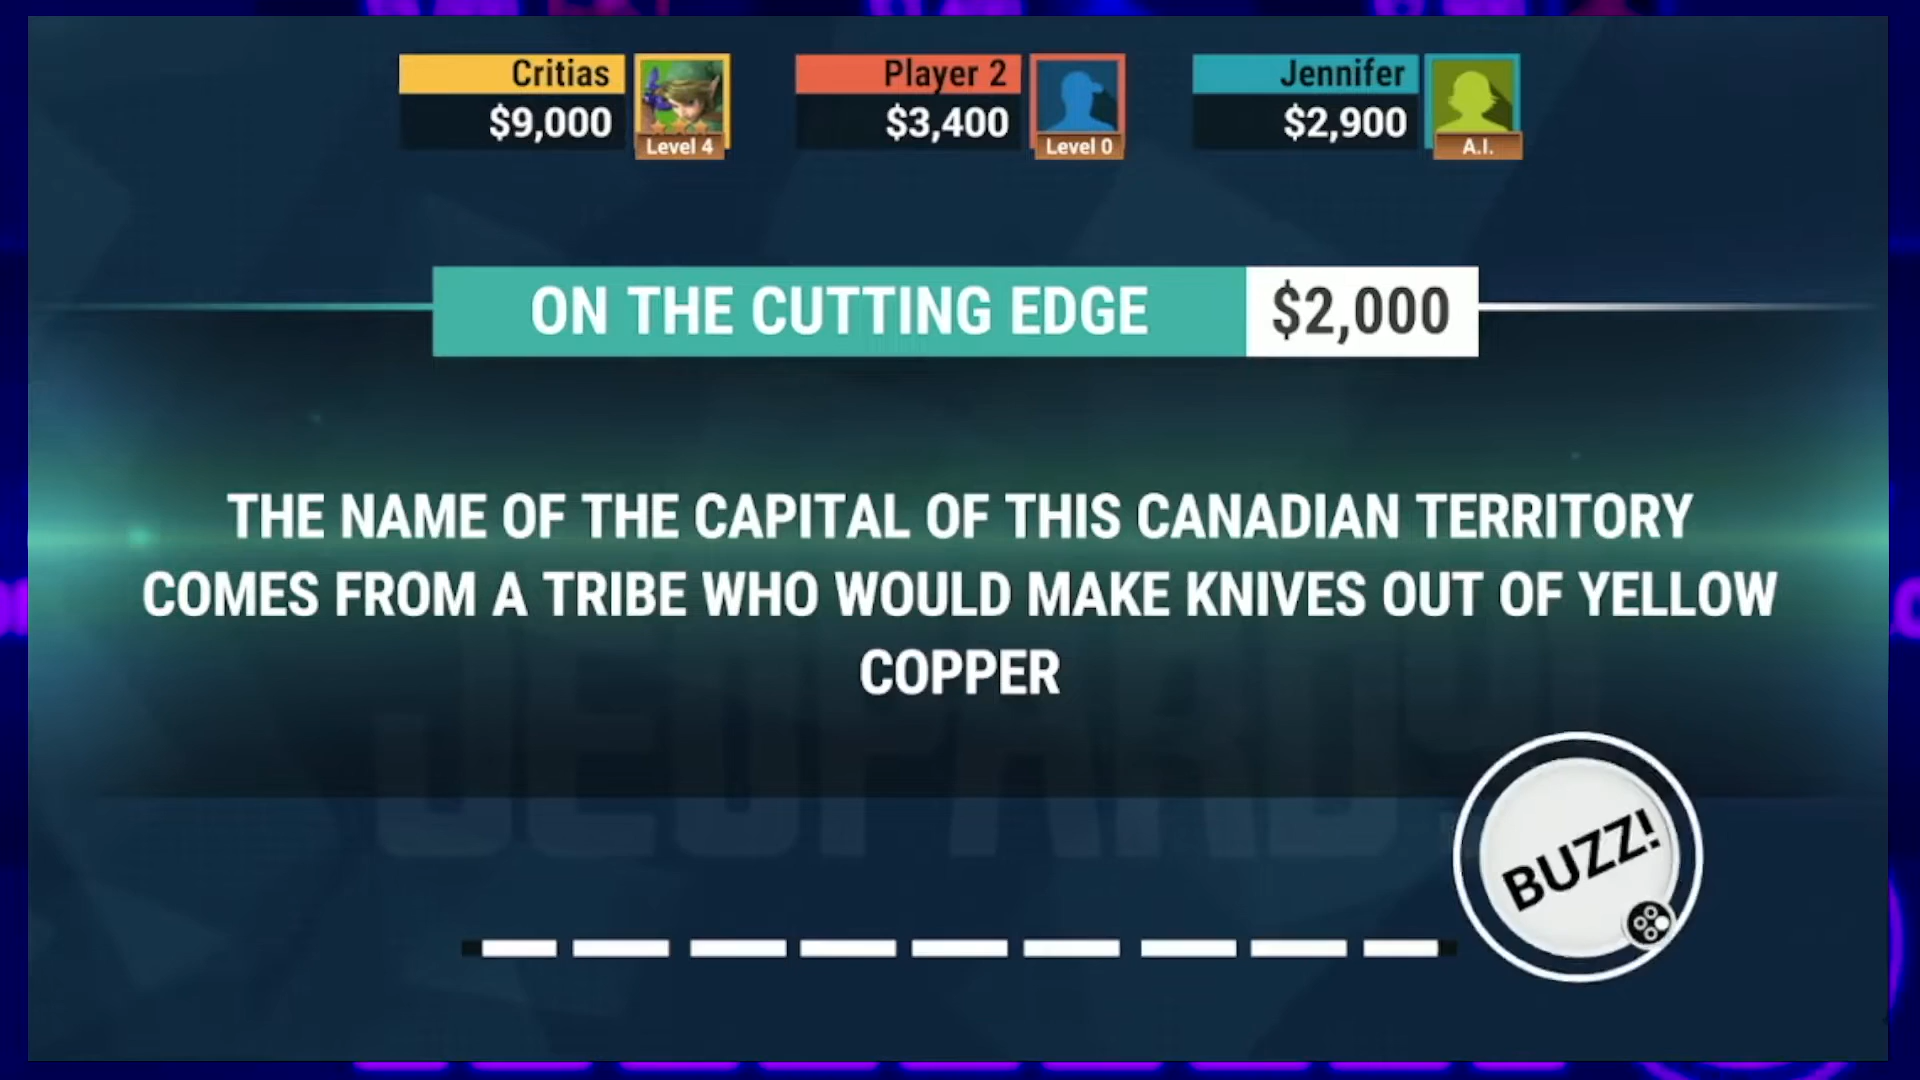 Critias
$9,000
Level 4
Player 2
$3,400
Level 0
Jennifer
$2,900
A.I.
ON THE CUTTING EDGE $2,000
THE NAME OF THE CAPITAL OF THIS CANADIAN TERRITORY
COMES FROM A TRIBE WHO WOULD MAKE KNIVES OUT OF YELLOW
COPPER
JEOPARDY!
BUZZ!